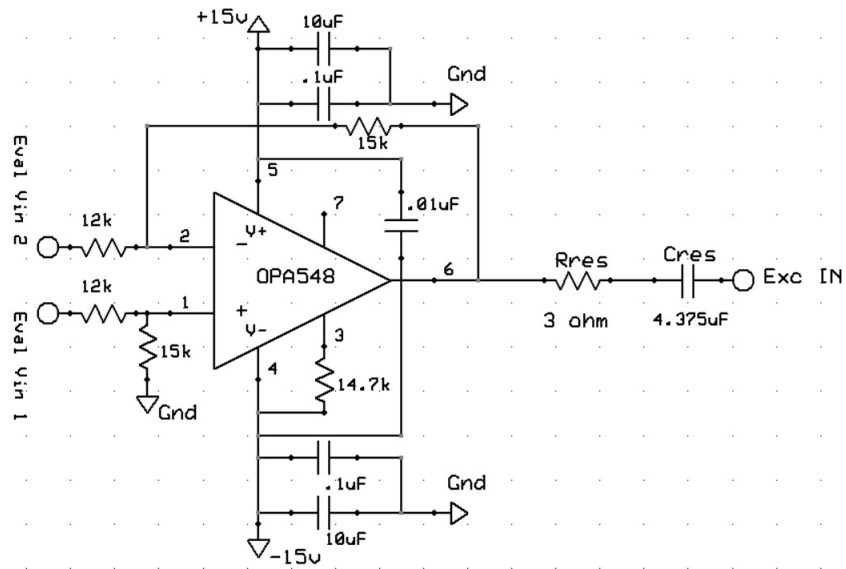 +15v
10uF
.1uF
Gnd
15k
5
7
.01uF
Eval Vin 2
12k
2
-
V+
OPA548
6
Rres
Cres
Exc IN
3 ohm
4.375uF
12k
1
+
V-
Eval Vin 1
15k
Gnd
4
3
14.7k
.1uF
Gnd
10uF
-15v